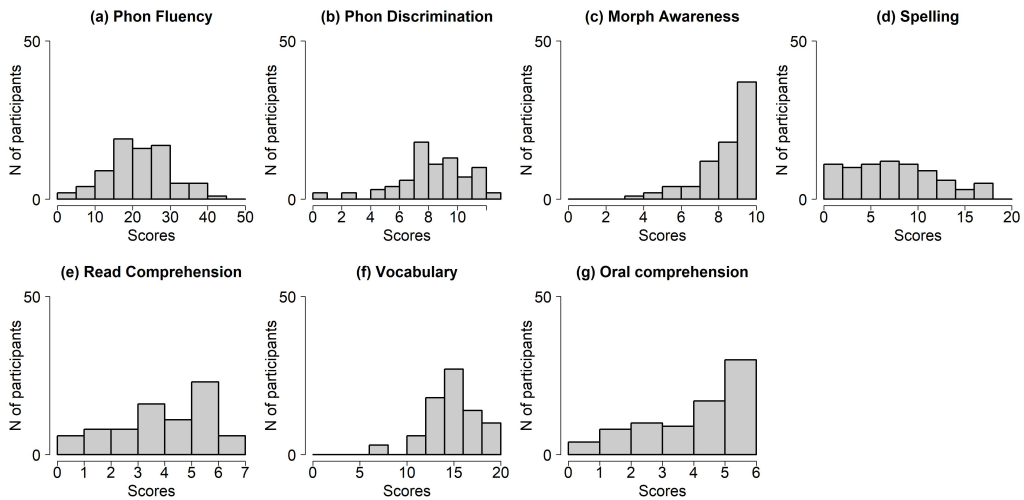 (a) Phon Fluency
N of participants
50
0
0 10 20 30 40 50
Scores
(b) Phon Discrimination
N of participants
50
0
0 2 4 6 8 10
Scores
(c) Morph Awareness
N of participants
50
0
0 2 4 6 8 10
Scores
(d) Spelling
N of participants
50
0
0 5 10 15 20
Scores
(e) Read Comprehension
N of participants
50
0
0 1 2 3 4 5 6 7
Scores
(f) Vocabulary
N of participants
50
0
0 5 10 15 20
Scores
(g) Oral comprehension
N of participants
50
0
0 1 2 3 4 5 6
Scores